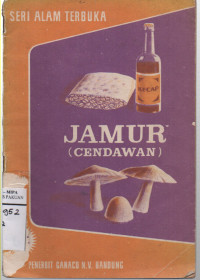 SERI ALAM TERBUKA
KECAP
JAMUR
(CENDAWAN)
PENERBIT GANACO N.V. BANDUNG